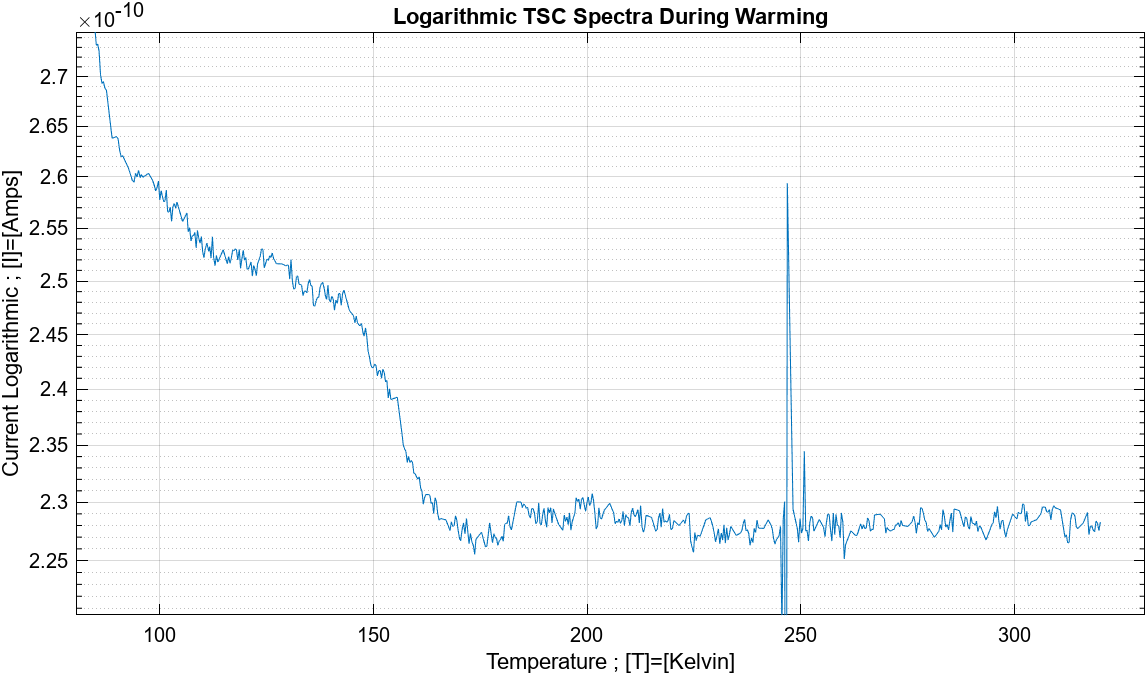 Logarithmic TSC Spectra During Warming
×10^-10
2.7
2.65
2.6
2.55
2.5
2.45
2.4
2.35
2.3
2.25
Current Logarithmic ; [I]=[Amps]
100 150 200 250 300
Temperature ; [T]=[Kelvin]